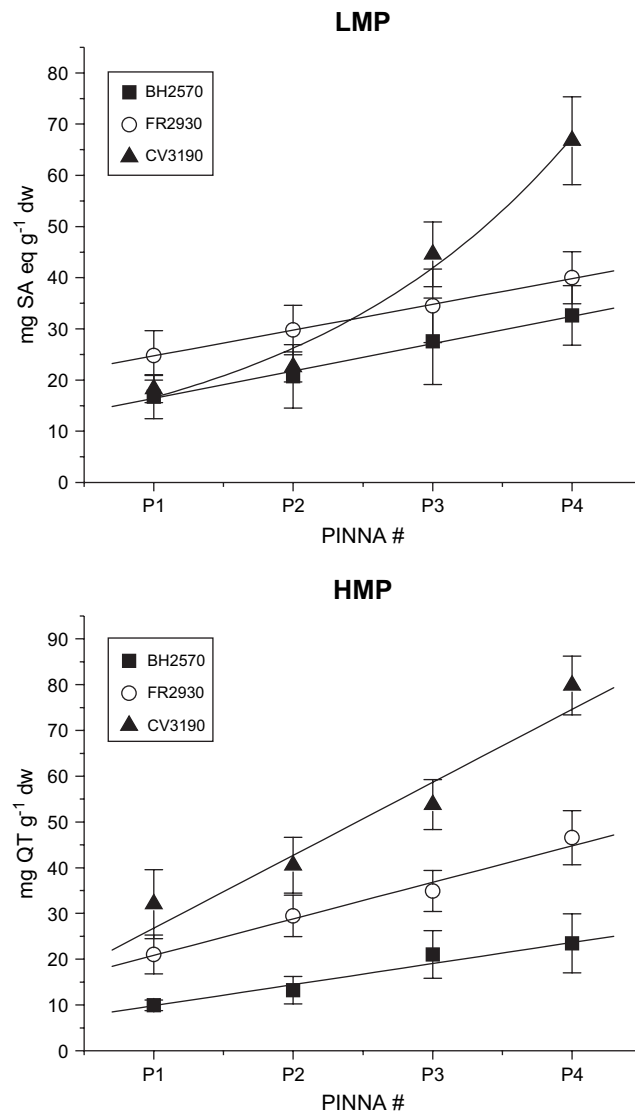 LMP
80
70
60
50
40
30
20
10
0
mg SA eq g⁻¹ dw
BH2570
FR2930
CV3190
P1 P2 P3 P4
PINNA #
HMP
90
80
70
60
50
40
30
20
10
0
mg QT g⁻¹ dw
BH2570
FR2930
CV3190
P1 P2 P3 P4
PINNA #